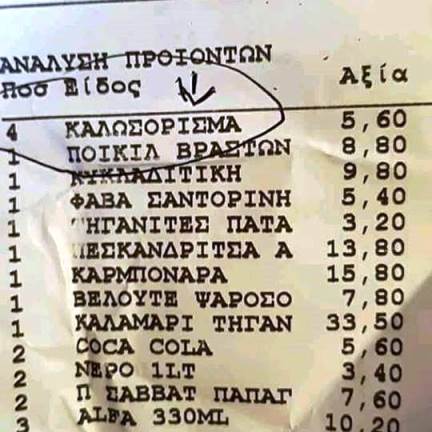 ΑΝΑΛΥΣΗ ΠΡΟΙΟΝΤΩΝ
Ποσ Είδος Αξία
4 ΚΑΛΩΣΟΡΙΣΜΑ 5,60
1 ΠΟΙΚΙΛ ΒΡΑΣΤΩΝ 8,80
1 ΚΥΚΛΑΔΙΤΙΚΗ 9,80
1 ΦΑΒΑ ΣΑΝΤΟΡΙΝΗ 5,40
1 ΤΗΓΑΝΙΤΕΣ ΠΑΤΑ 3,20
1 ΠΕΣΚΑΝΔΡΙΤΣΑ Α 13,80
1 ΚΑΡΜΠΟΝΑΡΑ 15,80
1 ΒΕΛΟΥΤΕ ΨΑΡΟΣΟ 7,80
1 ΚΑΛΑΜΑΡΙ ΤΗΓΑΝ 33,50
2 COCA COLA 5,60
2 ΝΕΡΟ 1LT 3,40
2 Π ΣΑΒΒΑΤ ΠΑΠΑΓ 7,60
3 ALFA 330ML 10,20